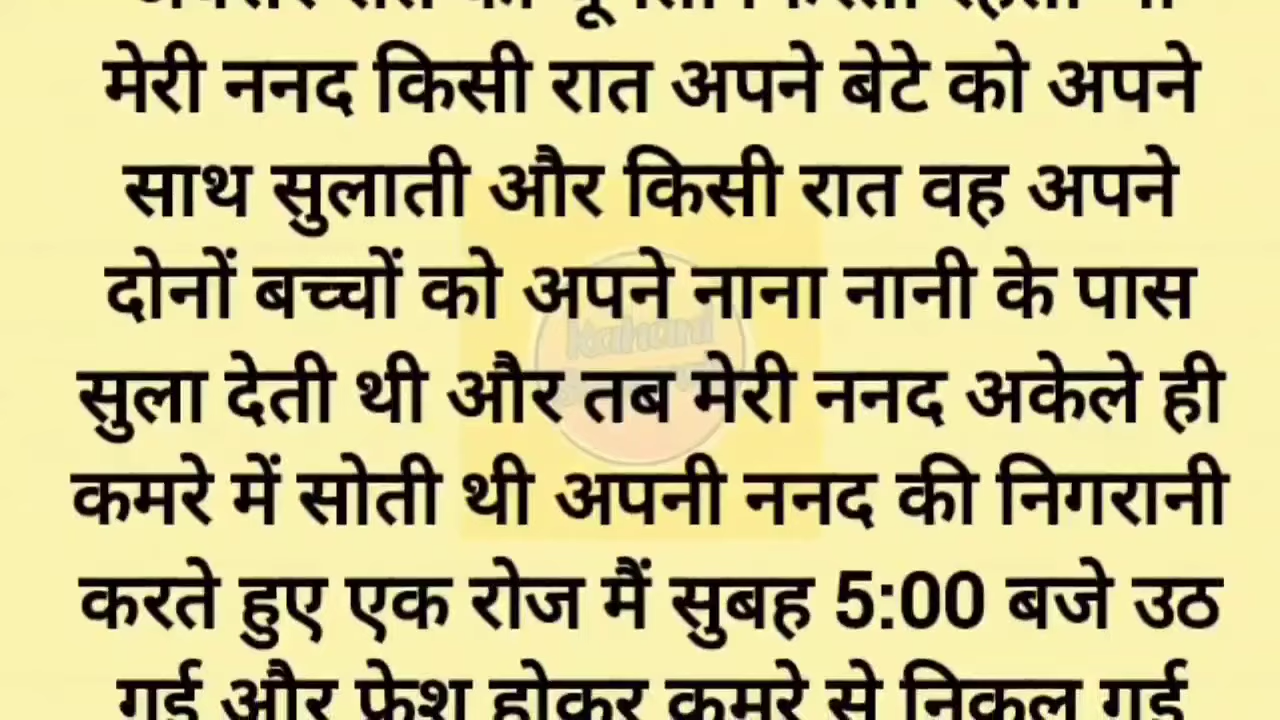 मेरी ननद किसी रात अपने बेटे को अपने
साथ सुलाती और किसी रात वह अपने
दोनों बच्चों को अपने नाना नानी के पास
सुला देती थी और तब मेरी ननद अकेले ही
कमरे में सोती थी अपनी ननद की निगरानी
करते हुए एक रोज मैं सुबह 5:00 बजे उठ
गई और फ्रेश होकर कमरे से निकल गई